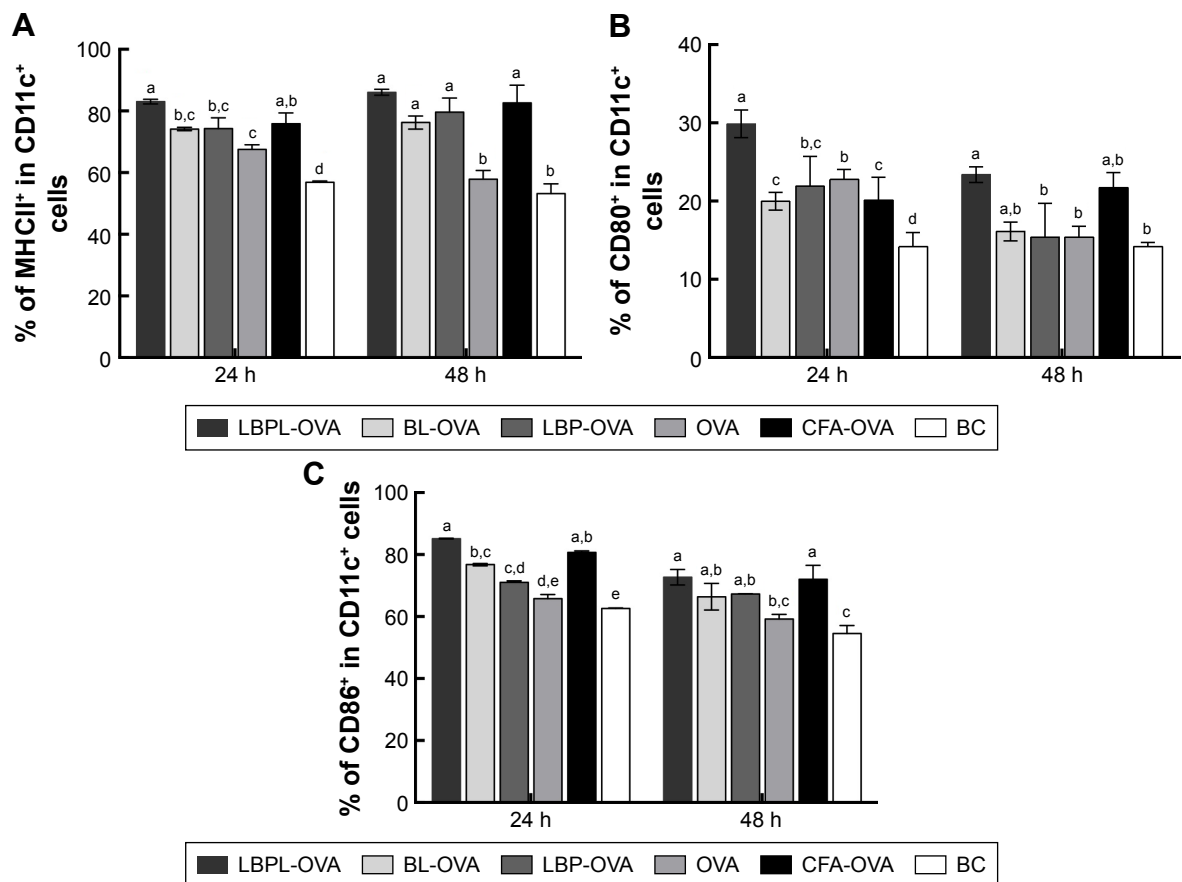 A
% of MHCII⁺ in CD11c⁺
cells
100
80
60
40
20
0
a
b,c
b,c
c
a,b
d
a
a
a
b
a
b
24 h
48 h
B
% of CD80⁺ in CD11c⁺
cells
40
30
20
10
0
a
c
b,c
b
c
d
a
a,b
b
b
a,b
b
24 h
48 h
LBPL-OVA BL-OVA LBP-OVA OVA CFA-OVA BC
C
% of CD86⁺ in CD11c⁺ cells
100
80
60
40
20
0
a
b,c
c,d
d,e
a,b
e
a
a,b
a,b
b,c
a
c
24 h
48 h
LBPL-OVA BL-OVA LBP-OVA OVA CFA-OVA BC